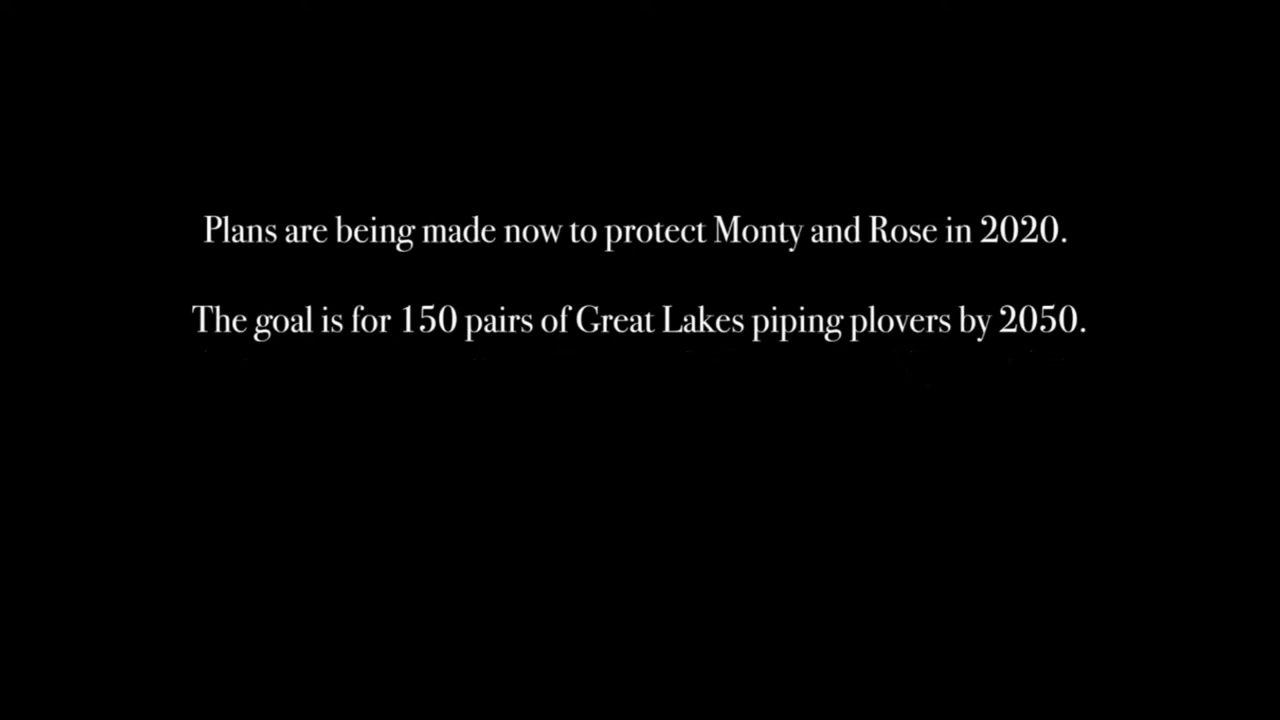 Plans are being made now to protect Monty and Rose in 2020.
The goal is for 150 pairs of Great Lakes piping plovers by 2050.